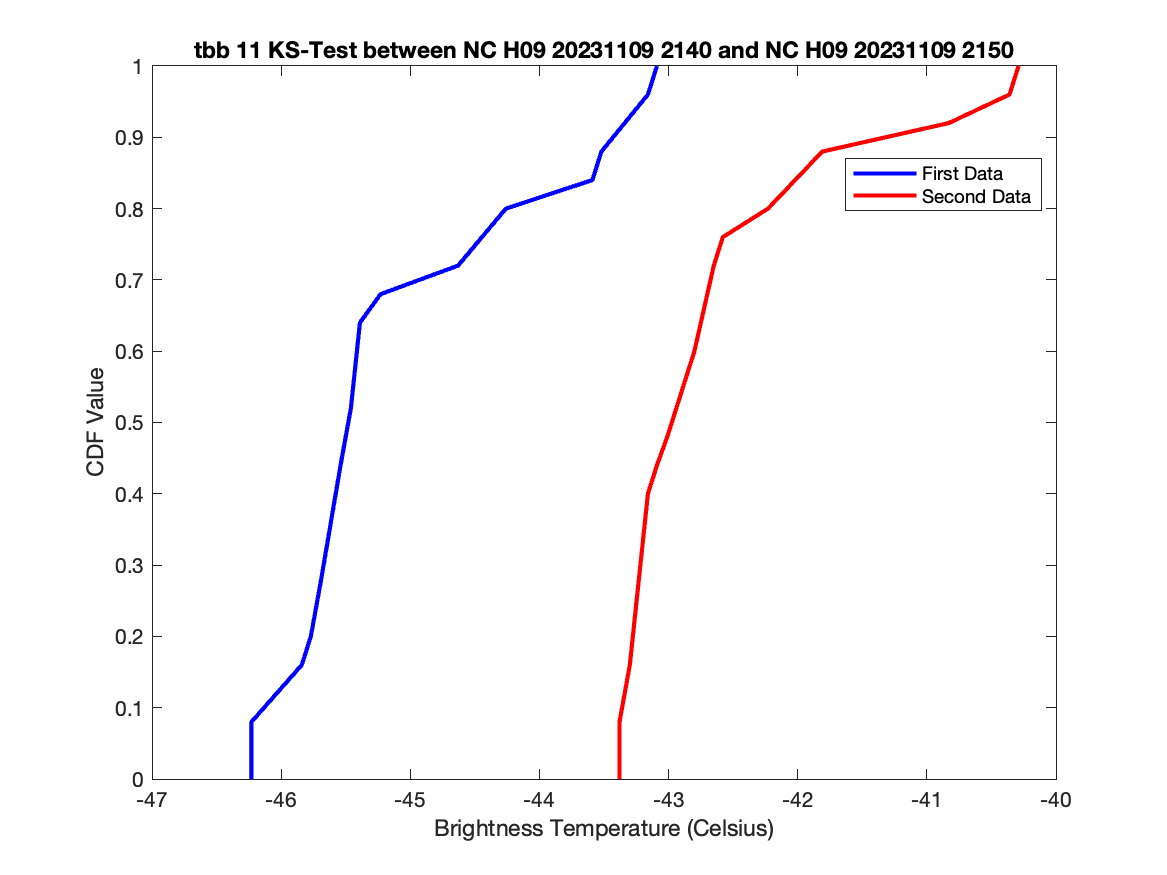 tbb 11 KS-Test between NC H09 20231109 2140 and NC H09 20231109 2150
1
0.9
0.8
0.7
0.6
0.5
0.4
0.3
0.2
0.1
0
CDF Value
First Data
Second Data
-47 -46 -45 -44 -43 -42 -41 -40
Brightness Temperature (Celsius)